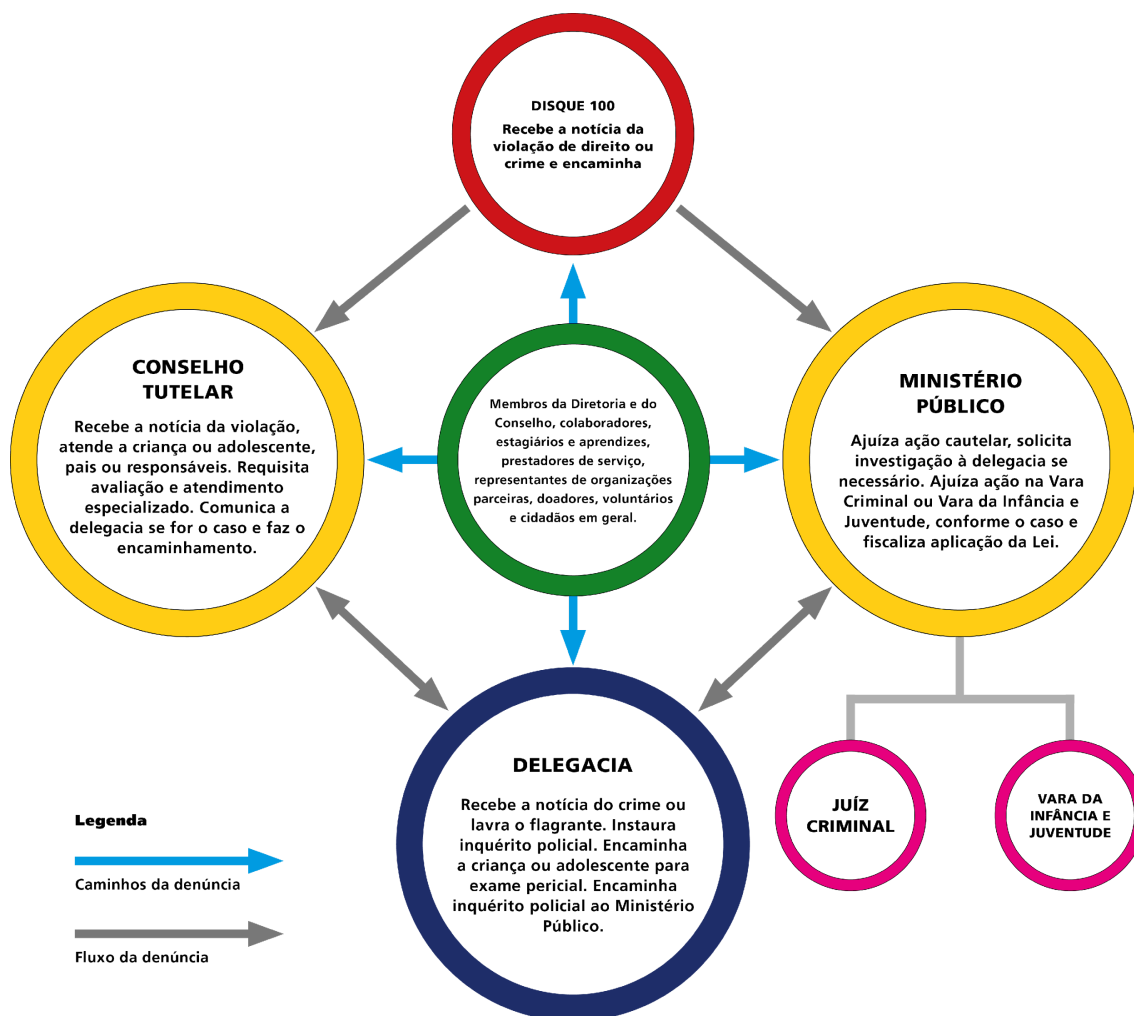 DISQUE 100
Recebe a notícia da
violação de direito ou
crime e encaminha
CONSELHO
TUTELAR
Recebe a notícia da violação,
atende a criança ou adolescente,
pais ou responsáveis. Requisita
avaliação e atendimento
especializado. Comunica a
delegacia se for o caso e faz o
encaminhamento.
Membros da Diretoria e do
Conselho, colaboradores,
estagiários e aprendizes,
prestadores de serviço,
representantes de organizações
parceiras, doadores, voluntários
e cidadãos em geral.
MINISTÉRIO
PÚBLICO
Ajuíza ação cautelar, solicita
investigação à delegacia se
necessário. Ajuíza ação na Vara
Criminal ou Vara da Infância e
Juventude, conforme o caso e
fiscaliza aplicação da Lei.
DELEGACIA
Recebe a notícia do crime ou
lavra o flagrante. Instaura
inquérito policial. Encaminha
a criança ou adolescente para
exame pericial. Encaminha
inquérito policial ao Ministério
Público.
JUÍZ
CRIMINAL
VARA DA
INFÂNCIA E
JUVENTUDE
Legenda
Caminhos da denúncia
Fluxo da denúncia